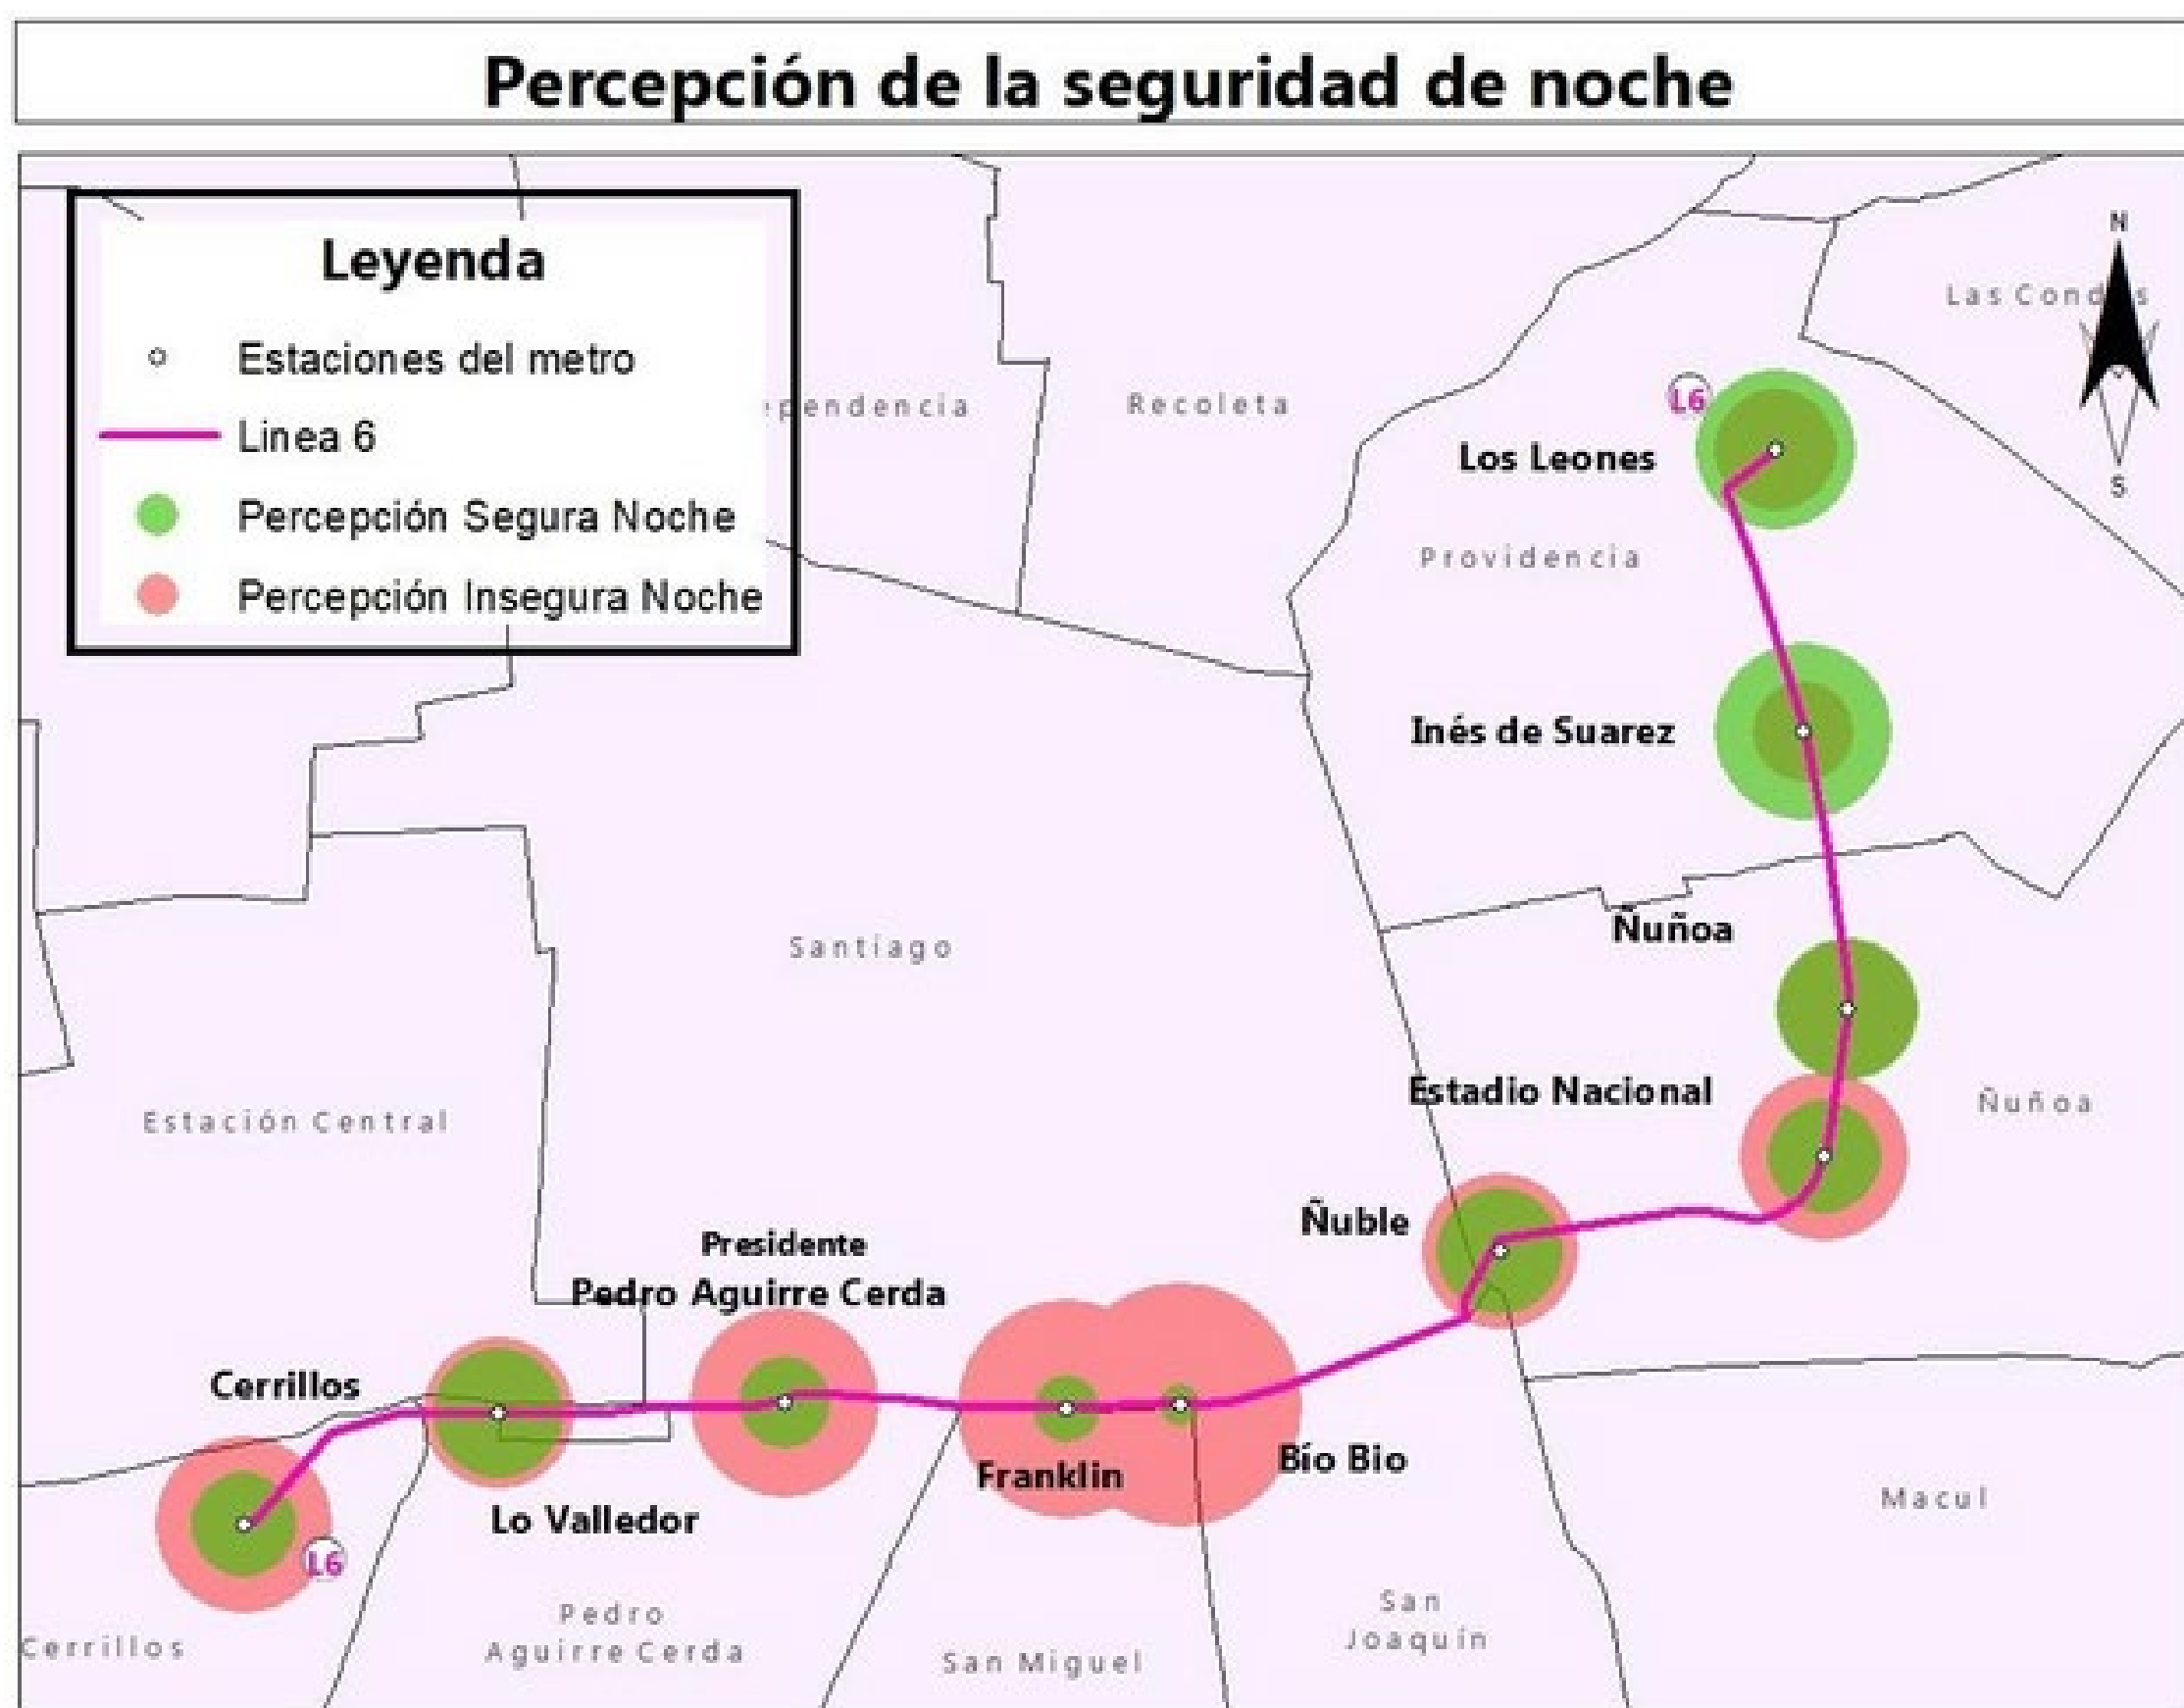 Percepción de la seguridad de noche
Leyenda
Estaciones del metro
Linea 6
Percepción Segura Noche
Percepción Insegura Noche
N
S
Recoleta
L6
Los Leones
Providencia
Inés de Suarez
Ñuñoa
Santiago
Estadio Nacional
Ñuñoa
Estación Central
Ñuble
Presidente
Pedro Aguirre Cerda
Cerrillos
Franklin
Bío Bio
Lo Valledor
L6
Macul
Pedro
Aguirre Cerda
San
Joaquín
Cerrillos
San Miguel